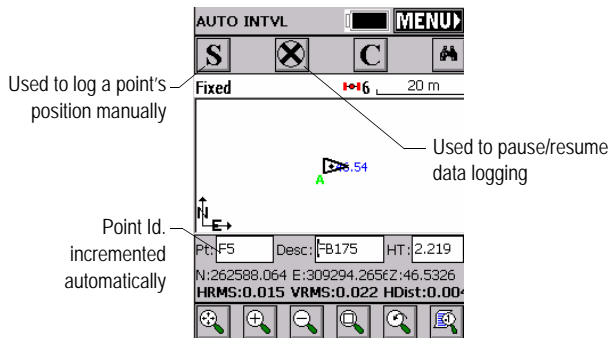 AUTO INTVL
MENU
S
C
Used to log a point's
position manually
Fixed
6
20 m
46.54
A
Used to pause/resume
data logging
N
E
Point Id.
incremented
automatically
Pt: F5 Desc: FB175 HT: 2.219
N:262588.064 E:309294.265 Z:46.5326
HRMS:0.015 VRMS:0.022 HDist:0.004